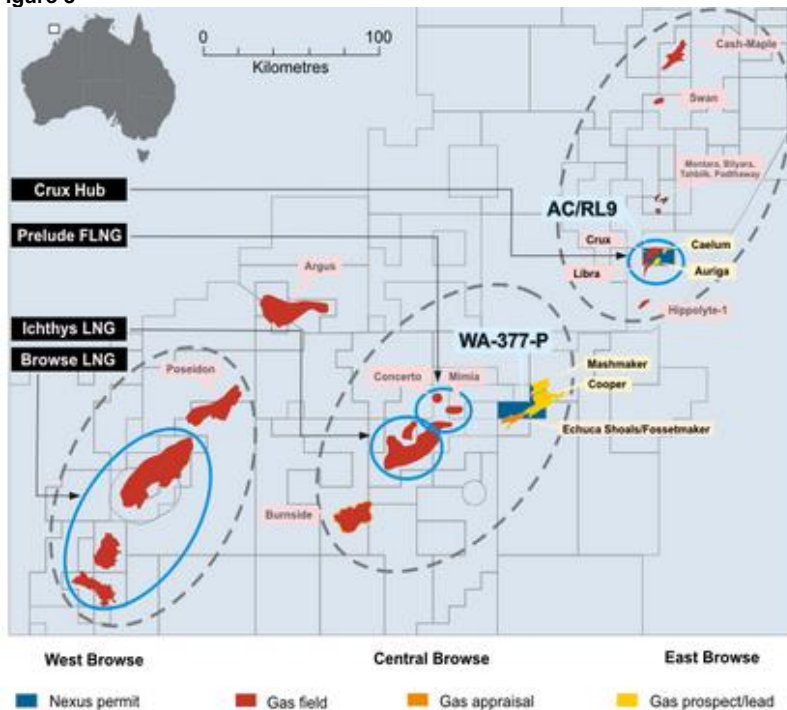 0 100
Kilometres
Cash-Maple
Swan
Montara, Bilyara,
Tahbilk, Padthaway
Crux Hub
AC/RL9
Prelude FLNG
Crux
Caelum
Libra
Auriga
Argus
Hippolyte-1
Ichthys LNG
WA-377-P
Browse LNG
Poseidon
Concerto
Mimia
Mashmaker
Cooper
Echuca Shoals/Fossetmaker
Burnside
West Browse
Central Browse
East Browse
Nexus permit
Gas field
Gas appraisal
Gas prospect/lead